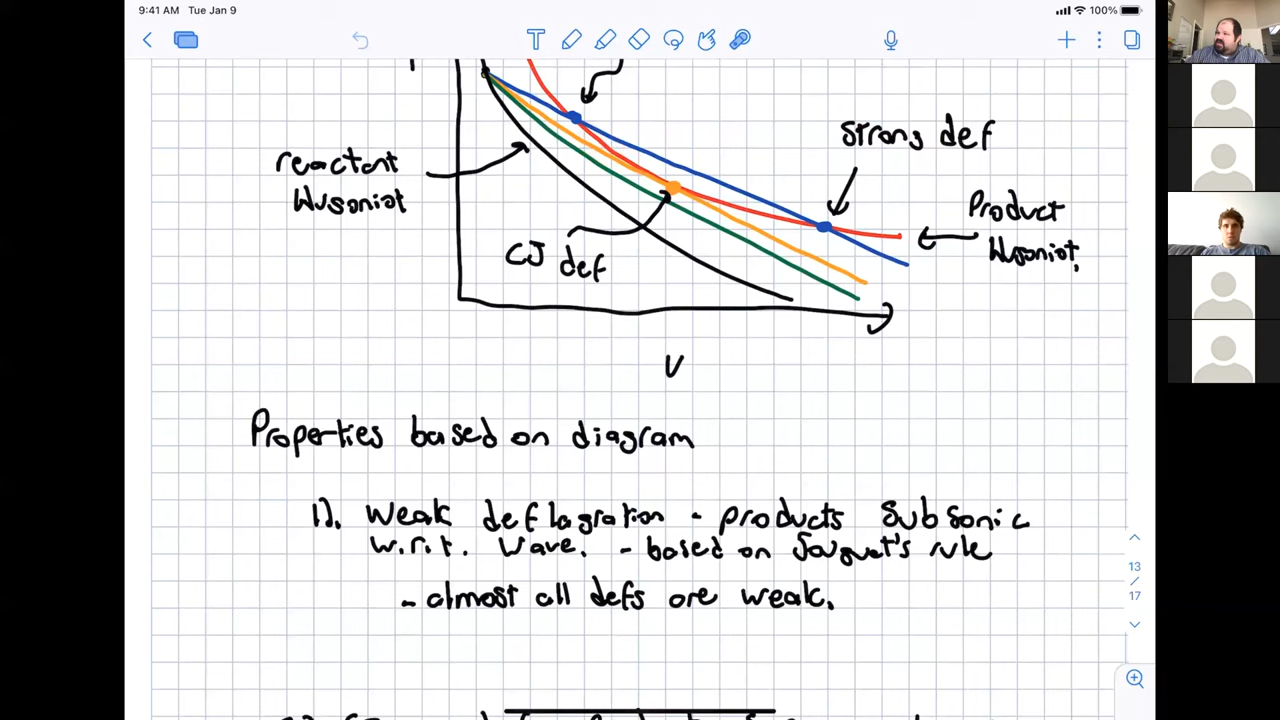 9:41 AM Tue Jan 9
100%
strong def
reactant
Hugoniot
Product
Hugoniot.
CJ def
V
Properties based on diagram
1). Weak deflagration - products subsonic
w.r.t. wave. - based on Jouguet's rule
- almost all defs are weak.
13
/
17